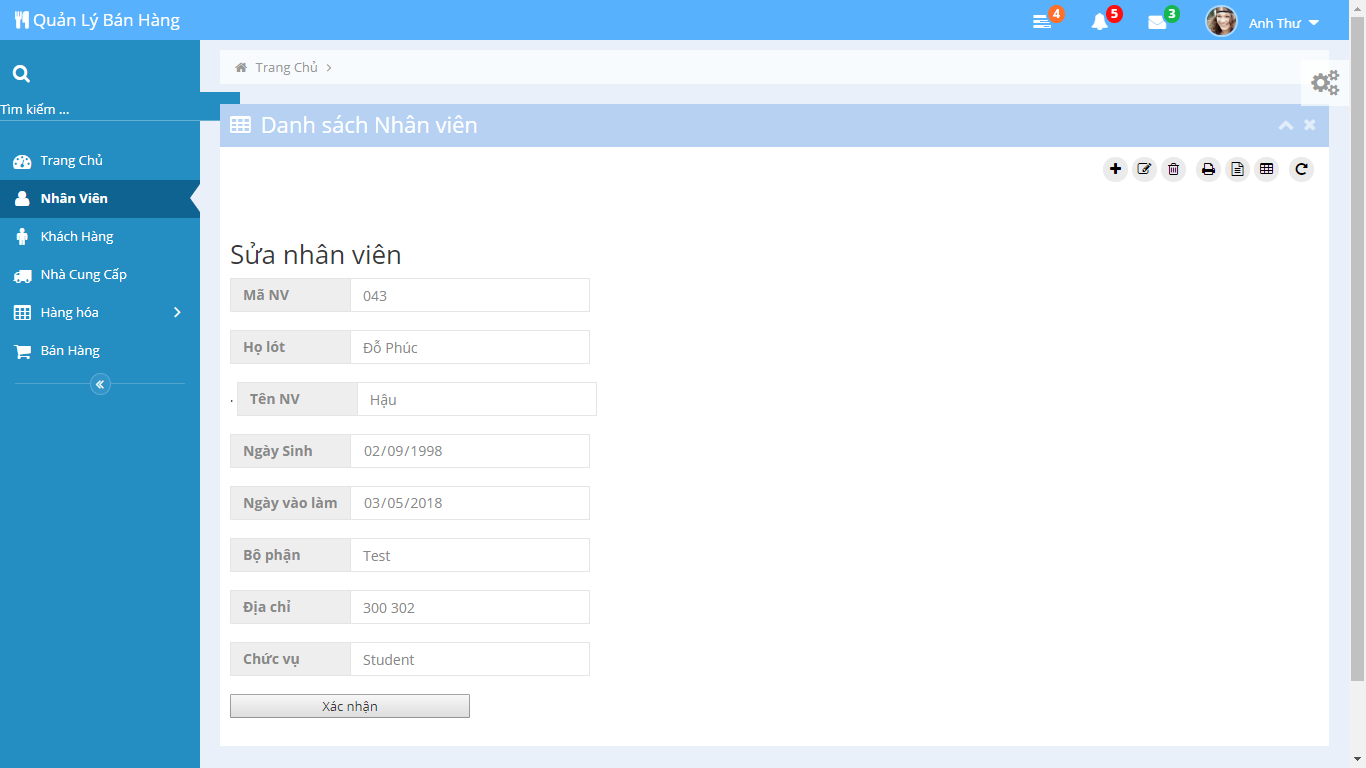 Quản Lý Bán Hàng
4
5
3
Anh Thư
Tìm kiếm ...
Trang Chủ
Nhân Viên
Khách Hàng
Nhà Cung Cấp
Hàng hóa
Bán Hàng
Trang Chủ
Danh sách Nhân viên
Sửa nhân viên
Mã NV 043
Họ lót Đỗ Phúc
. Tên NV Hậu
Ngày Sinh 02/09/1998
Ngày vào làm 03/05/2018
Bộ phận Test
Địa chỉ 300 302
Chức vụ Student
Xác nhận